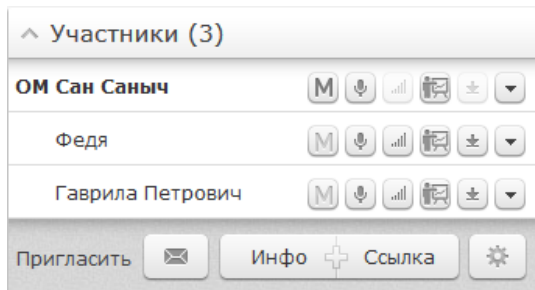 Участники (3)
ОМ Сан Саныч M
Федя M
Гаврила Петрович M
Пригласить Инфо Ссылка